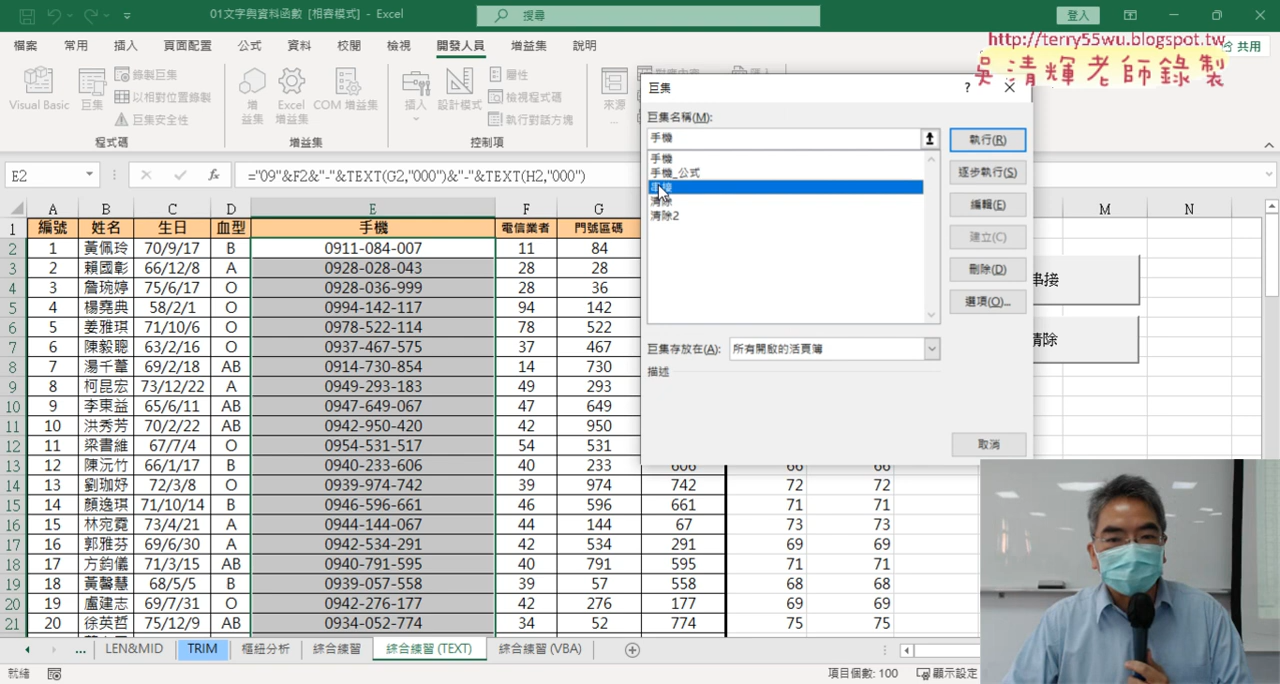 01文字與資料函數 [相容模式] - Excel
搜尋
登入
http://terry55wu.blogspot.tw
吳清輝老師錄製
檔案 常用 插入 頁面配置 公式 資料 校閱 檢視 開發人員 增益集 說明
共用
Visual Basic
巨集
錄製巨集
以相對位置錄製
巨集安全性
程式碼
增益集
Excel 增益集
COM 增益集
增益集
插入
設計模式
屬性
檢視程式碼
執行對話方塊
控制項
來源
E2
="09"&F2&"-"&TEXT(G2,"000")&"-"&TEXT(H2,"000")
A B C D E F G M N
1 編號 姓名 生日 血型 手機 電信業者 門號區碼
2 1 黃佩玲 70/9/17 B 0911-084-007 11 84
3 2 賴國彰 66/12/8 A 0928-028-043 28 28
4 3 詹琬婷 75/6/17 O 0928-036-999 28 36
5 4 楊堯典 58/2/1 O 0994-142-117 94 142
6 5 姜雅琪 71/10/6 O 0978-522-114 78 522
7 6 陳毅聰 63/2/16 O 0937-467-575 37 467
8 7 湯千葦 69/2/18 AB 0914-730-854 14 730
9 8 柯昆宏 73/12/22 A 0949-293-183 49 293
10 9 李東益 65/6/11 AB 0947-649-067 47 649
11 10 洪秀芳 70/2/22 AB 0942-950-420 42 950
12 11 梁書維 67/7/4 O 0954-531-517 54 531
13 12 陳沅竹 66/1/17 B 0940-233-606 40 233 606 66 66
14 13 劉珈妤 72/3/8 O 0939-974-742 39 974 742 72 72
15 14 顏逸琪 71/10/14 B 0946-596-661 46 596 661 71 71
16 15 林宛霓 73/4/21 A 0944-144-067 44 144 67 73 73
17 16 郭雅芬 69/6/30 A 0942-534-291 42 534 291 69 69
18 17 方鈞儀 71/3/15 AB 0940-791-595 40 791 595 71 71
19 18 黃馨慧 68/5/5 B 0939-057-558 39 57 558 68 68
20 19 盧建志 69/7/31 O 0942-276-177 42 276 177 69 69
21 20 徐英哲 75/12/9 AB 0934-052-774 34 52 774 75 75
巨集
巨集名稱(M):
手機
手機
手機_公式
清除
清除2
執行(R)
逐步執行(S)
編輯(E)
建立(C)
刪除(D)
選項(O)...
巨集存放在(A): 所有開啟的活頁簿
描述
取消
串接
清除
... LEN&MID TRIM 樞紐分析 綜合練習 綜合練習 (TEXT) 綜合練習 (VBA)
就緒
項目個數: 100
顯示設定